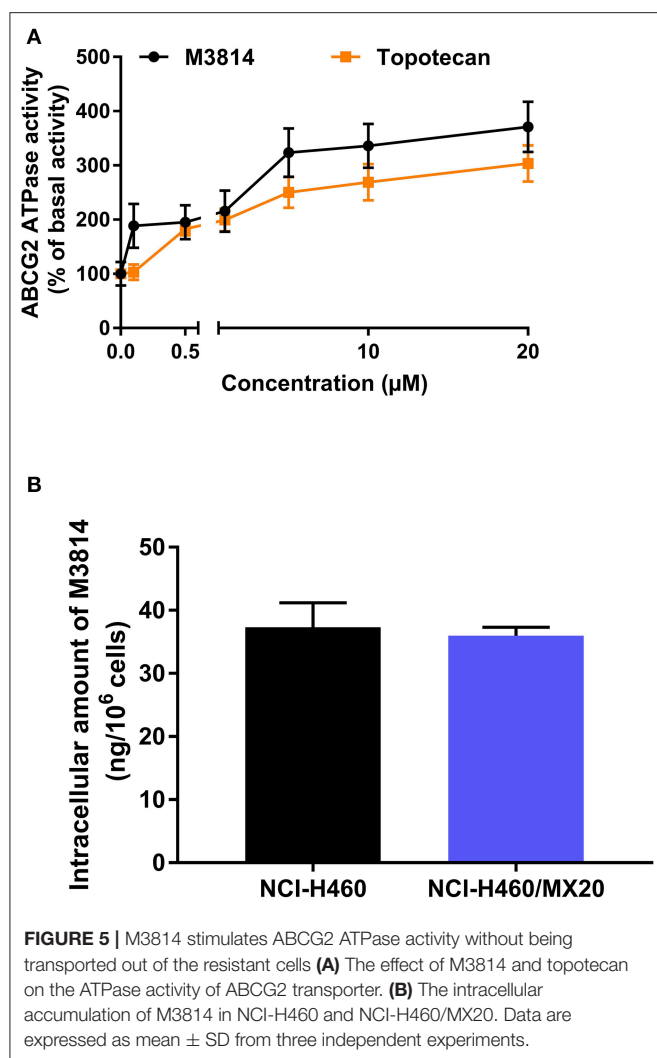 A
M3814 Topotecan
ABCG2 ATPase activity
(% of basal activity)
500
400
300
200
100
0
0.0 0.5 10 20
Concentration (µM)
B
Intracellular amount of M3814
(ng/10⁶ cells)
50
40
30
20
10
0
NCI-H460 NCI-H460/MX20
FIGURE 5 | M3814 stimulates ABCG2 ATPase activity without being
transported out of the resistant cells (A) The effect of M3814 and topotecan
on the ATPase activity of ABCG2 transporter. (B) The intracellular
accumulation of M3814 in NCI-H460 and NCI-H460/MX20. Data are
expressed as mean ± SD from three independent experiments.